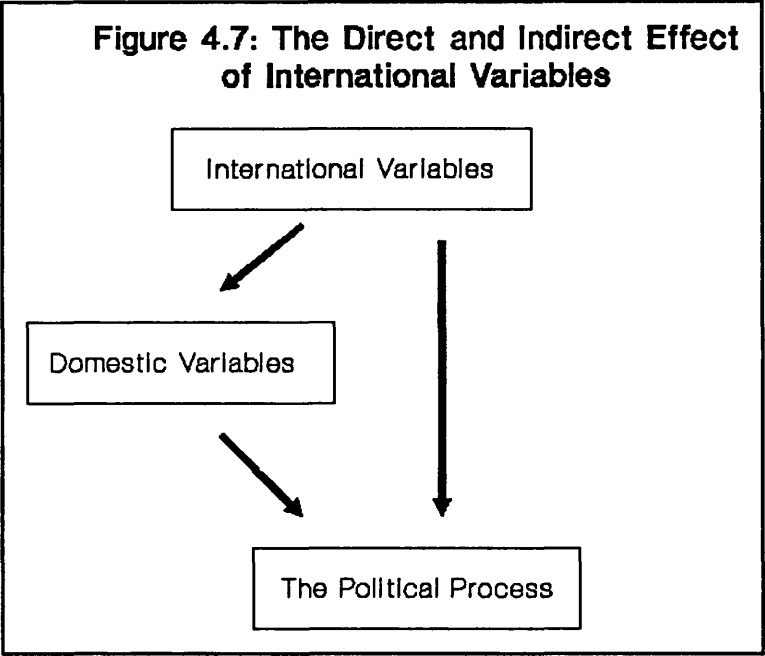 Figure 4.7: The Direct and Indirect Effect
of International Variables
International Variables
Domestic Variables
The Political Process